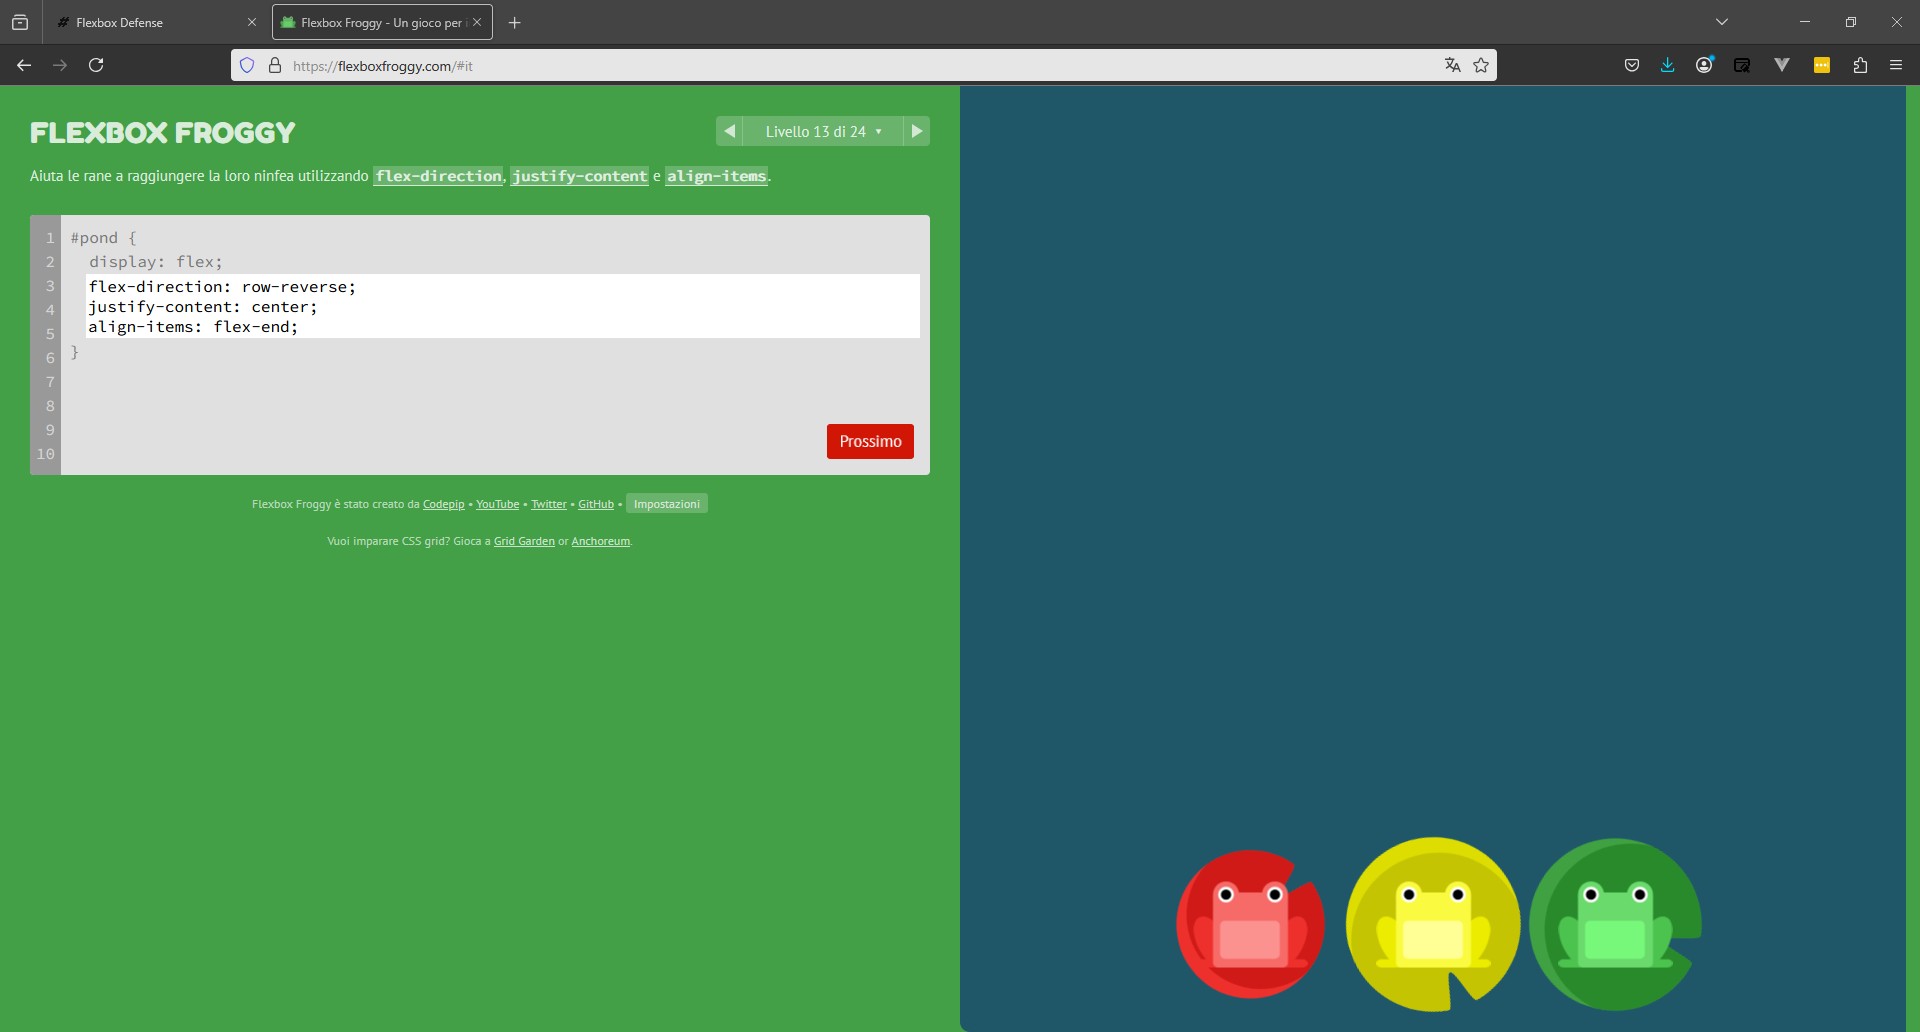 Flexbox Defense
Flexbox Froggy - Un gioco per i
https://flexboxfroggy.com/#it
FLEXBOX FROGGY
Livello 13 di 24 ▾
Aiuta le rane a raggiungere la loro ninfea utilizzando flex-direction, justify-content e align-items.
1 #pond {
2 display: flex;
3 flex-direction: row-reverse;
4 justify-content: center;
5 align-items: flex-end;
6 }
7
8
9
10
Prossimo
Flexbox Froggy è stato creato da Codepip • YouTube • Twitter • GitHub • Impostazioni
Vuoi imparare CSS grid? Gioca a Grid Garden or Anchoreum.